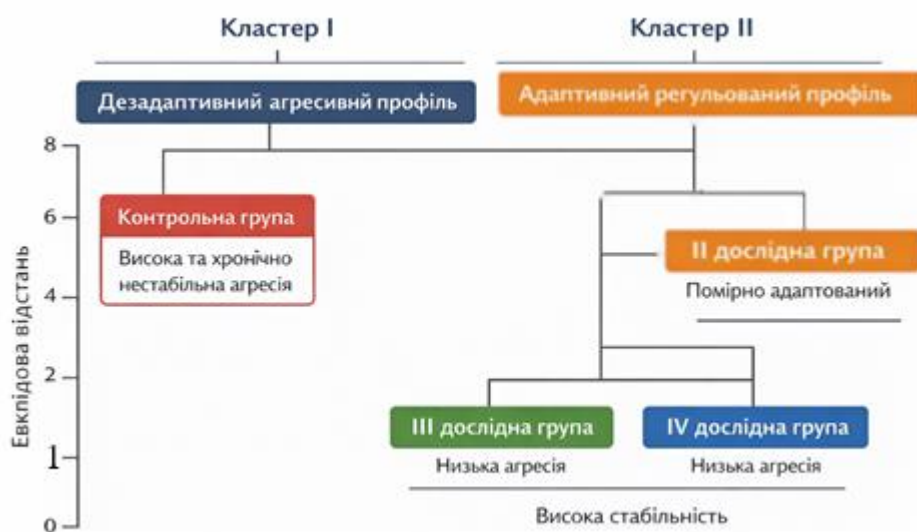 Кластер I
Кластер II
Дезадаптивний агресивнй профіль
Адаптивний регульований профіль
8
6
4
2
1
0
Евкпідова відстань
Контрольна група
Висока та хронічно
нестабільна агресія
II дослідна група
Помірно адаптований
III дослідна група
IV дослідна група
Низька агресія
Низька агресія
Висока стабільність